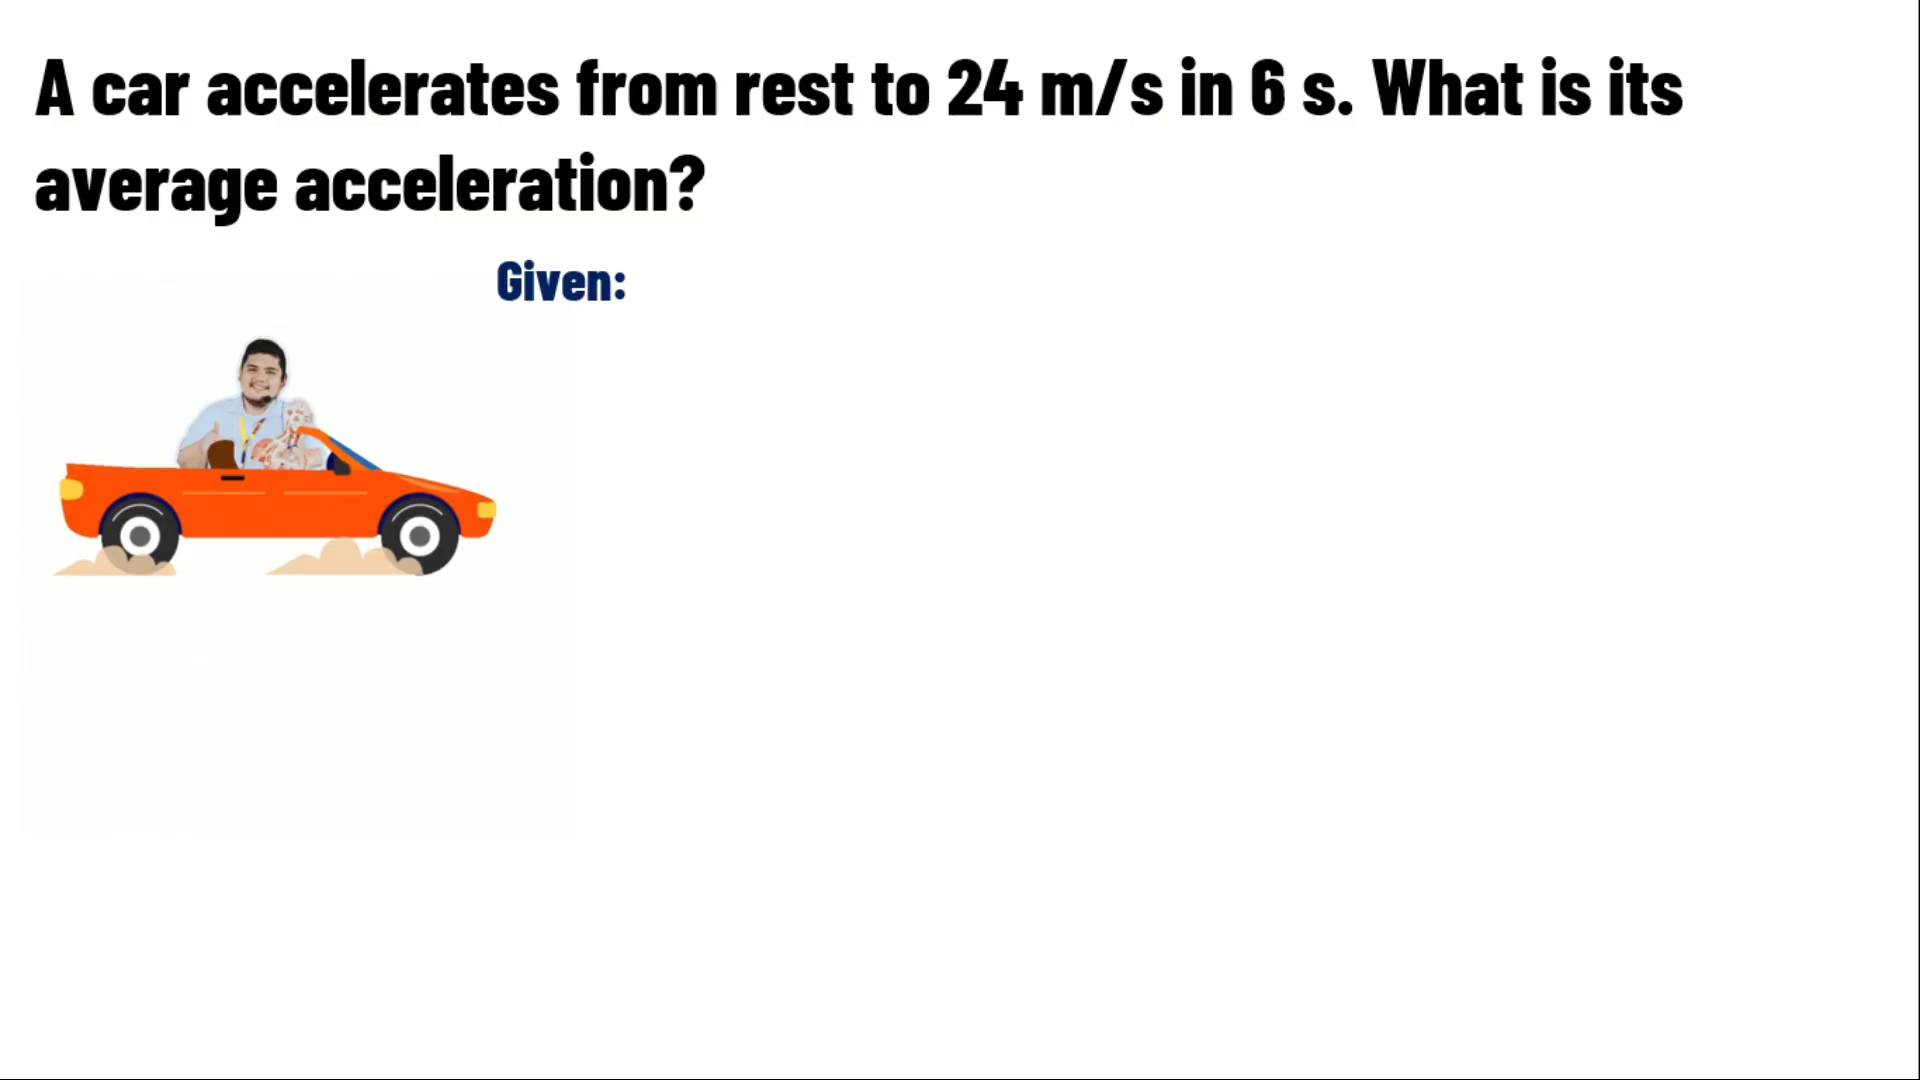 A car accelerates from rest to 24 m/s in 6 s. What is its
average acceleration?
Given: